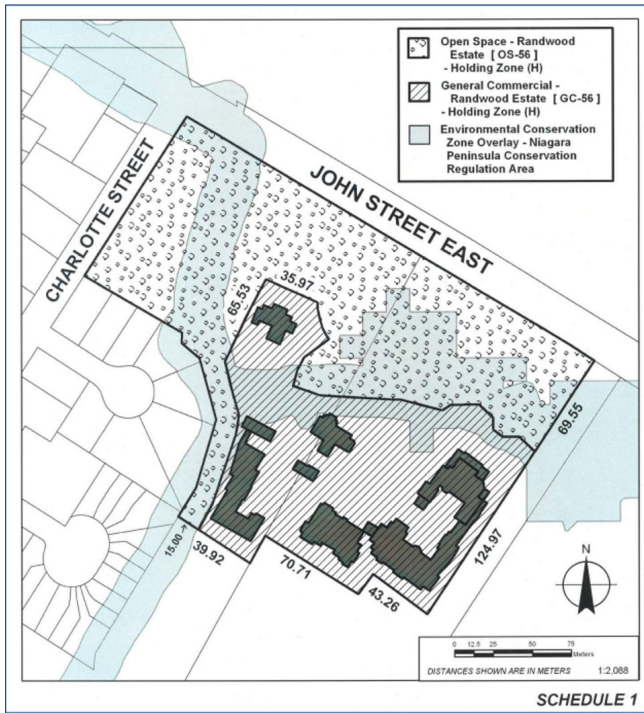 Open Space - Randwood
Estate [ OS-56 ]
- Holding Zone (H)
General Commercial -
Randwood Estate [ GC-56 ]
- Holding Zone (H)
Environmental Conservation
Zone Overlay - Niagara
Peninsula Conservation
Regulation Area
JOHN STREET EAST
CHARLOTTE STREET
35.97
65.53
69.55
124.97
15.00
39.92
70.71
43.26
N
0 12.5 25 50 75
Meters
DISTANCES SHOWN ARE IN METERS 1:2,088
SCHEDULE 1